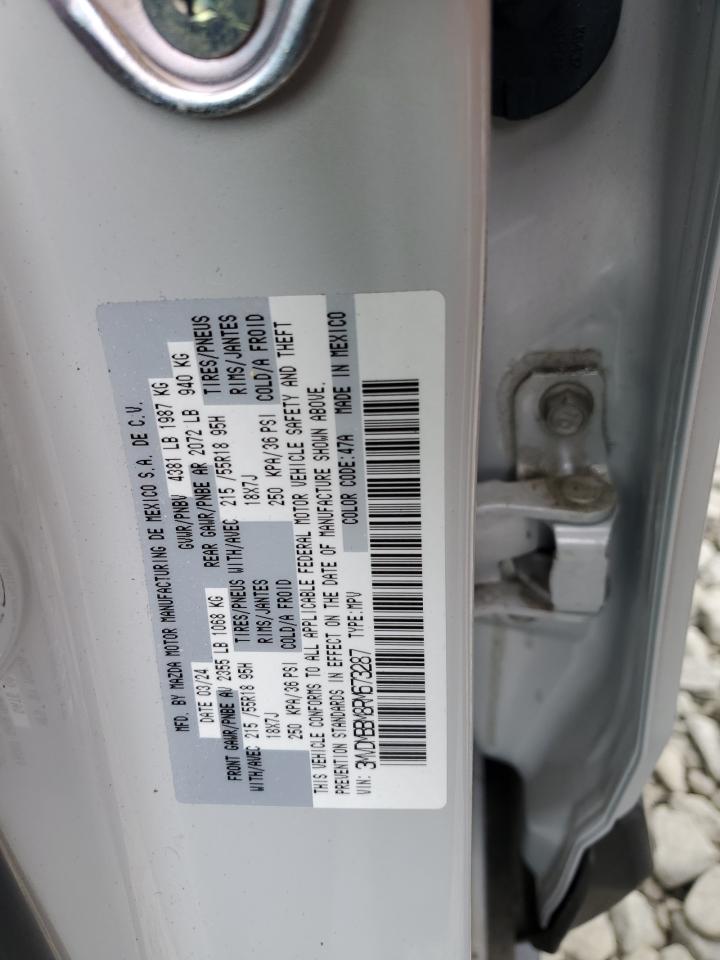 MFD. BY MAZDA MOTOR MANUFACTURING DE MEXICO S.A. DE C.V.
DATE 03/24 GVWR/PNBV 4381 LB 1987 KG
FRONT GAWR/PNBE AV 2355 LB 1068 KG REAR GAWR/PNBE AR 2072 LB 940 KG
WITH/AVEC 215 /55R18 95H TIRES/PNEUS WITH/AVEC 215 /55R18 95H TIRES/PNEUS
18X7J RIMS/JANTES 18X7J RIMS/JANTES
250 KPA/36 PSI COLD/A FROID 250 KPA/36 PSI COLD/A FROID
THIS VEHICLE CONFORMS TO ALL APPLICABLE FEDERAL MOTOR VEHICLE SAFETY AND THEFT
PREVENTION STANDARDS IN EFFECT ON THE DATE OF MANUFACTURE SHOWN ABOVE.
VIN: 3MVDMBBM8RM673287 TYPE:MPV COLOR CODE:47A MADE IN MEXICO